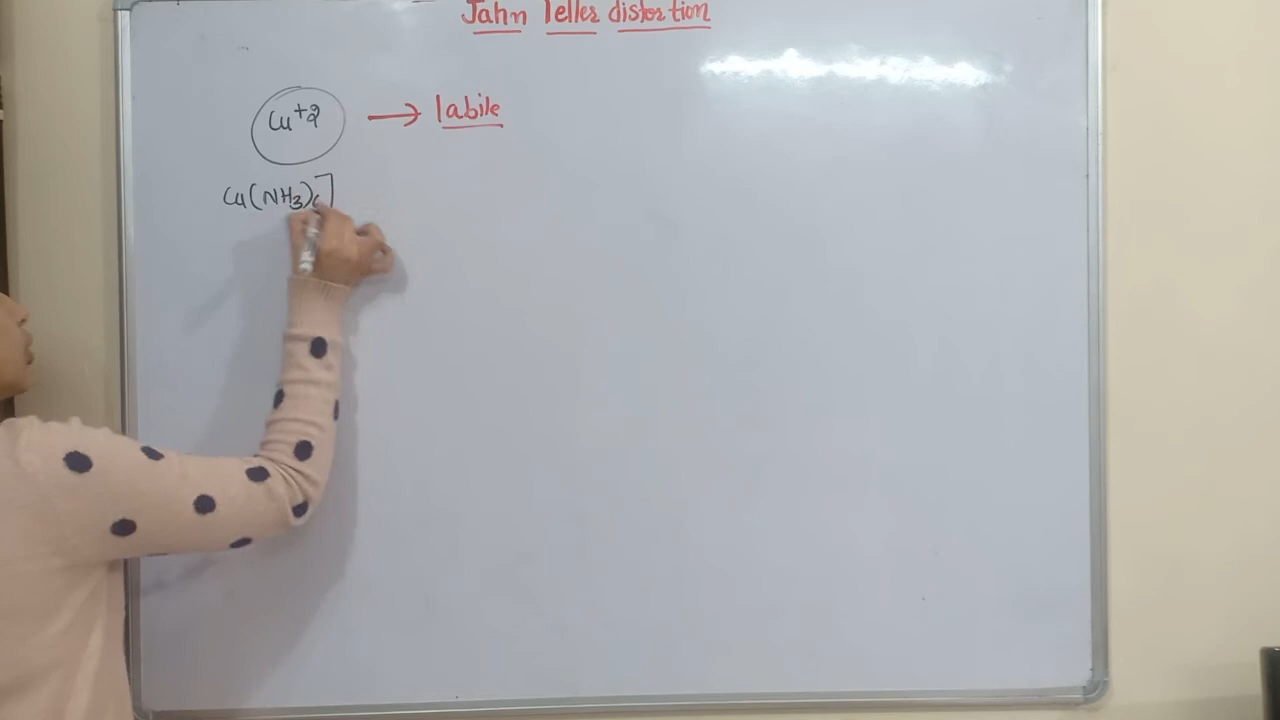 Jahn Teller distortion
Cu+2 → labile
Cu(NH3)6]